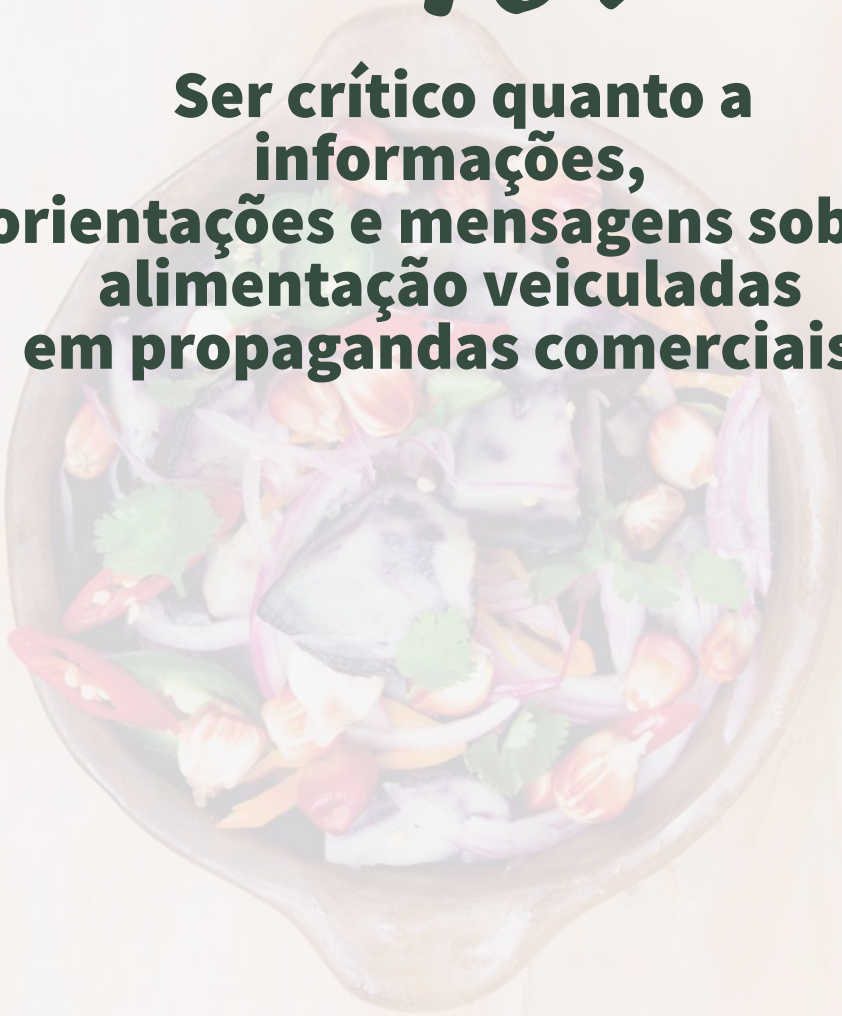 Ser crítico quanto a
informações,
orientações e mensagens sob
alimentação veiculadas
em propagandas comerciais